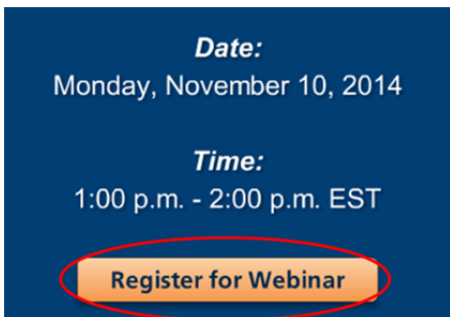 Date:
Monday, November 10, 2014
Time:
1:00 p.m. - 2:00 p.m. EST
Register for Webinar